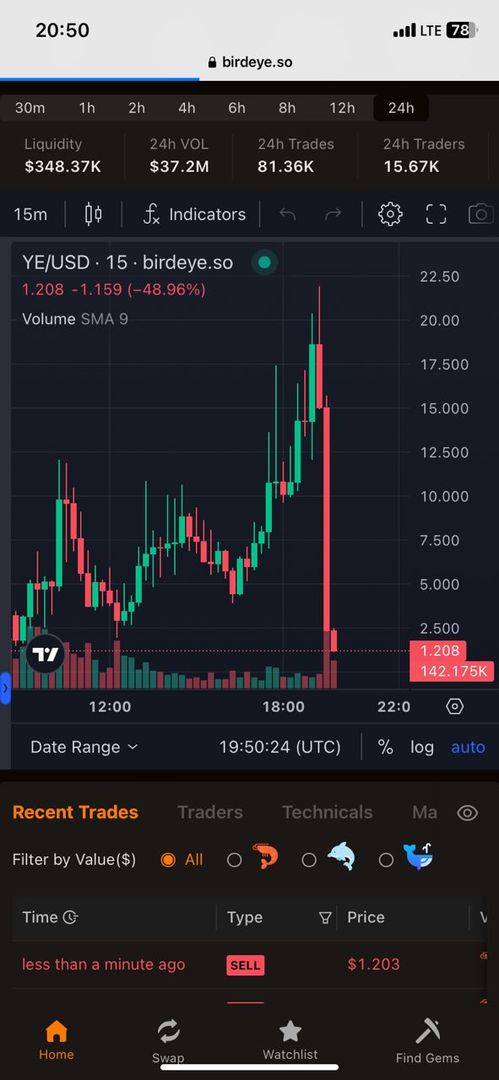 20:50
LTE 78
birdeye.so
30m 1h 2h 4h 6h 8h 12h 24h
Liquidity 24h VOL 24h Trades 24h Traders
$348.37K $37.2M 81.36K 15.67K
15m fx Indicators
YE/USD · 15 · birdeye.so
1.208 -1.159 (−48.96%)
Volume SMA 9
22.50
20.00
17.500
15.000
12.500
10.000
7.500
5.000
2.500
1.208
142.175K
12:00 18:00 22:0
Date Range 19:50:24 (UTC) % log auto
Recent Trades Traders Technicals Ma
Filter by Value($) All
Time Type Price V
less than a minute ago SELL $1.203
Home Swap Watchlist Find Gems